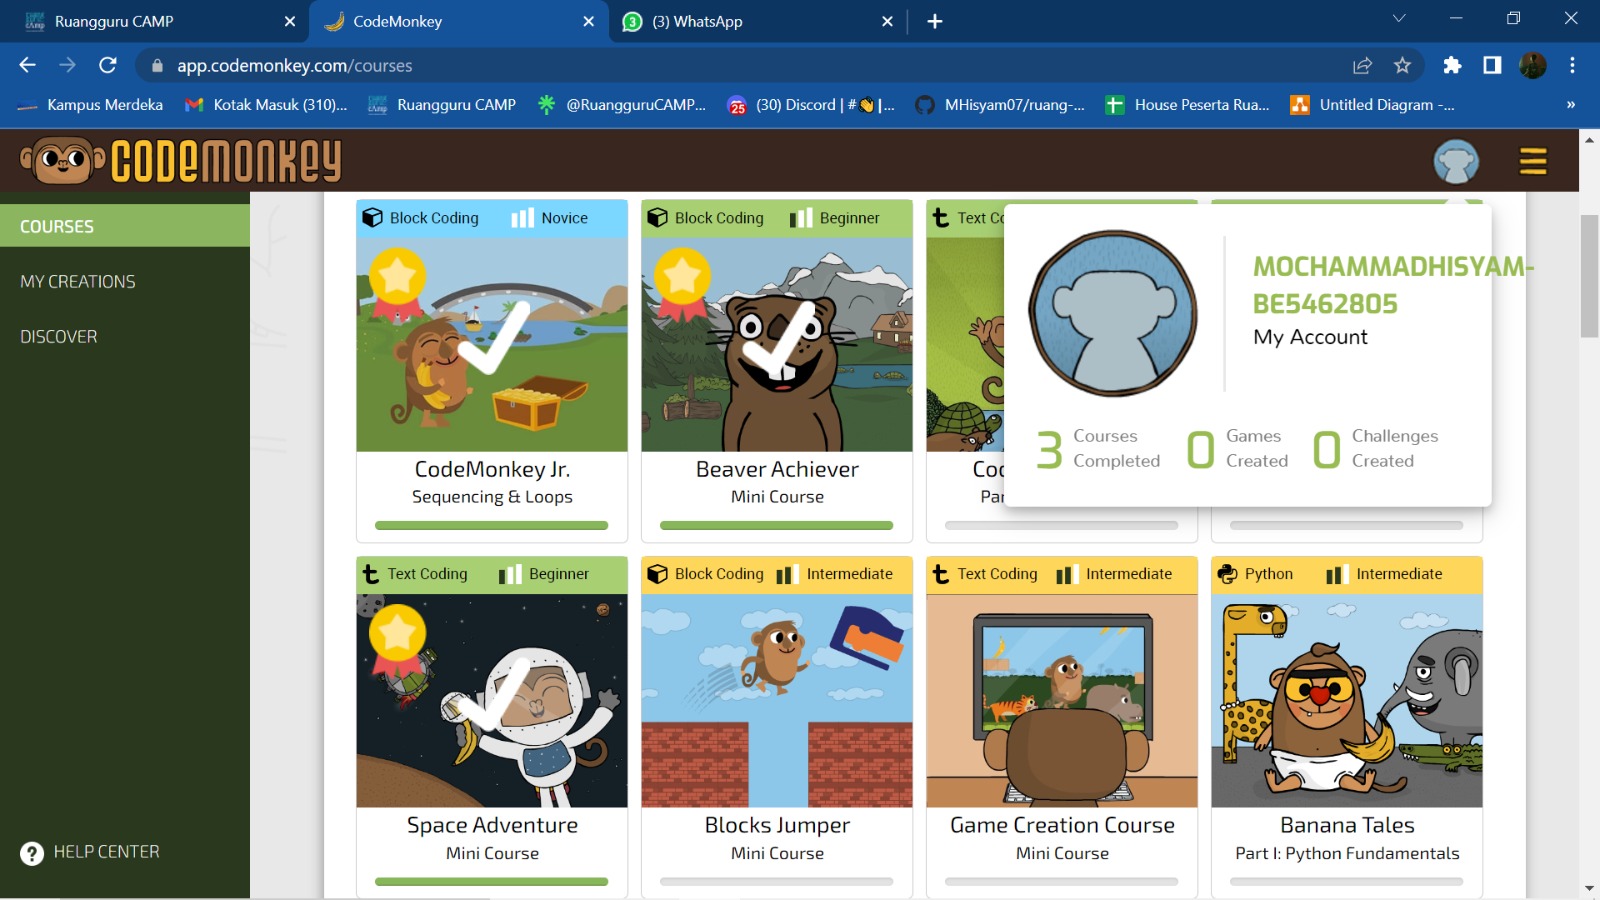 Ruangguru CAMP
CodeMonkey
3
(3) WhatsApp
app.codemonkey.com/courses
Kampus Merdeka
Kotak Masuk (310)...
Ruangguru CAMP
@RuangguruCAMP...
25
(30) Discord | #👋|...
MHisyam07/ruang-...
House Peserta Rua...
Untitled Diagram -...
»
CODEMONKEY
COURSES
MY CREATIONS
DISCOVER
? HELP CENTER
Block Coding Novice
CodeMonkey Jr.
Sequencing & Loops
Block Coding Beginner
Beaver Achiever
Mini Course
t Text Co
Coo
Par
MOCHAMMADHISYAM-
BE5462805
My Account
3 Courses
Completed
0 Games
Created
0 Challenges
Created
t Text Coding Beginner
Space Adventure
Mini Course
Block Coding Intermediate
Blocks Jumper
Mini Course
t Text Coding Intermediate
Game Creation Course
Mini Course
Python Intermediate
Banana Tales
Part I: Python Fundamentals